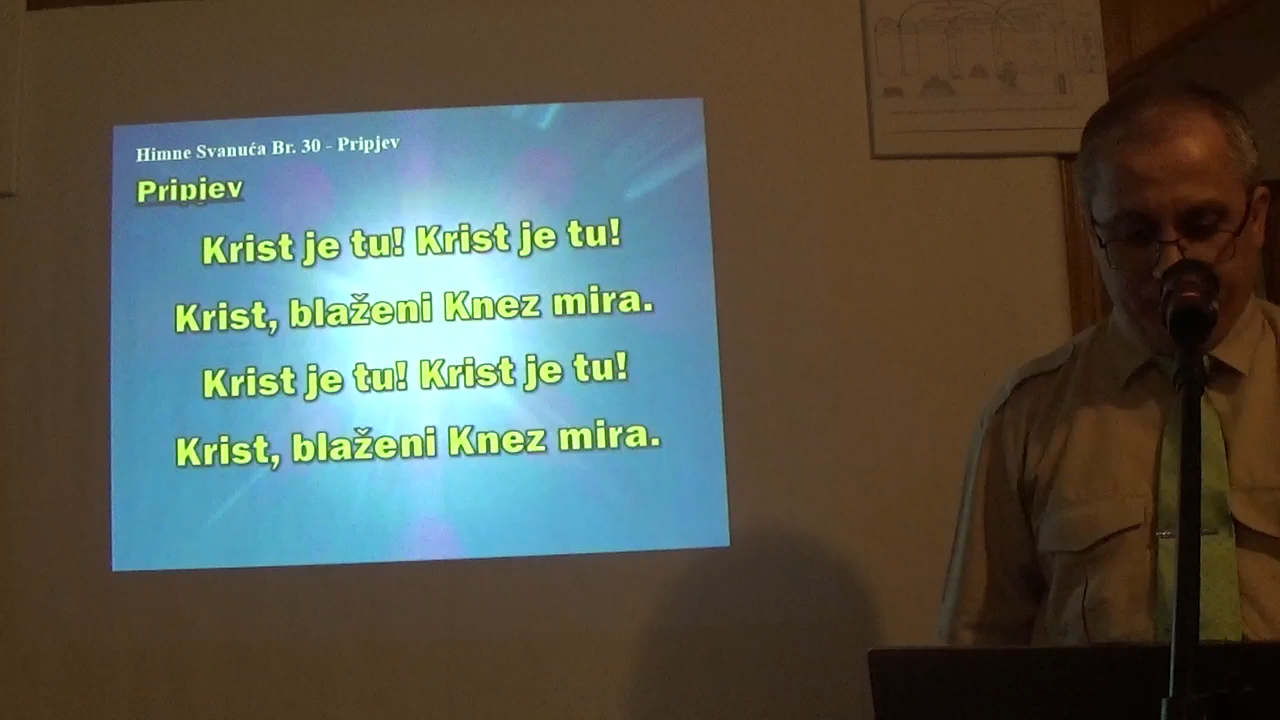 Himne Svanuća Br. 30 - Pripjev
Pripjev
Krist je tu! Krist je tu!
Krist, blaženi Knez mira.
Krist je tu! Krist je tu!
Krist, blaženi Knez mira.